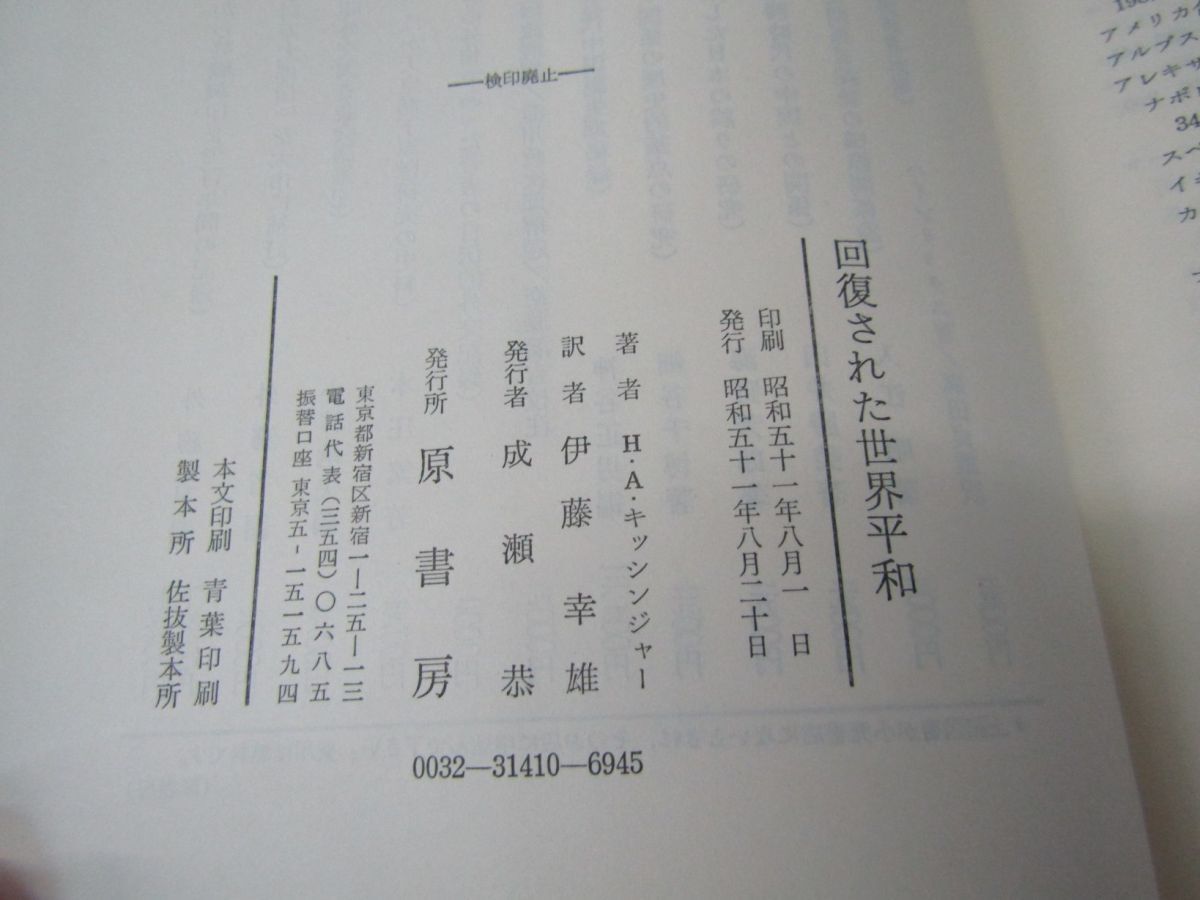 検印廃止
回復された世界平和
印刷 昭和五十一年八月一日
発行 昭和五十一年八月二十日
著者 H・A・キッシンジャー
訳者 伊藤幸雄
発行者 成瀬恭
発行所 原書房
東京都新宿区新宿一―二五―一三
電話代表(三五四)〇六八五
振替口座 東京五-一五一五九四
本文印刷 青葉印刷
製本所 佐抜製本所
0032―31410―6945
アメリカ
アルプス
アレキサ
ナポ
34
スペ
イギ
カ